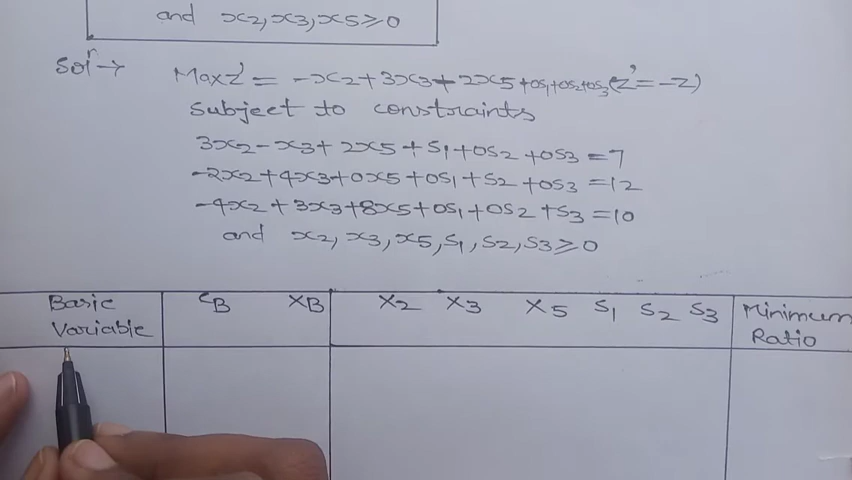 and x2, x3, x5 ≥ 0
Solⁿ → Max z' = -x2 + 3x3 - 2x5 + 0s1 + 0s2 + 0s3 (z' = -z)
subject to constraints
3x2 - x3 + 2x5 + s1 + 0s2 + 0s3 = 7
-2x2 + 4x3 + 0x5 + 0s1 + s2 + 0s3 = 12
-4x2 + 3x3 + 8x5 + 0s1 + 0s2 + s3 = 10
and x2, x3, x5, s1, s2, s3 ≥ 0
Basic Variable CB XB X2 X3 X5 S1 S2 S3 Minimum Ratio